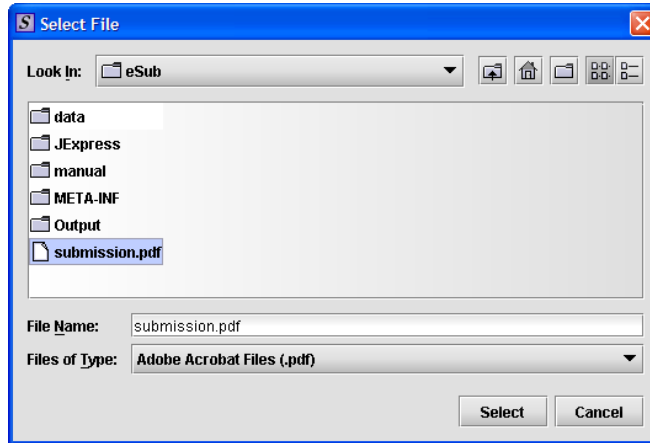 S Select File
Look In: eSub
data
JExpress
manual
META-INF
Output
submission.pdf
File Name: submission.pdf
Files of Type: Adobe Acrobat Files (.pdf)
Select Cancel